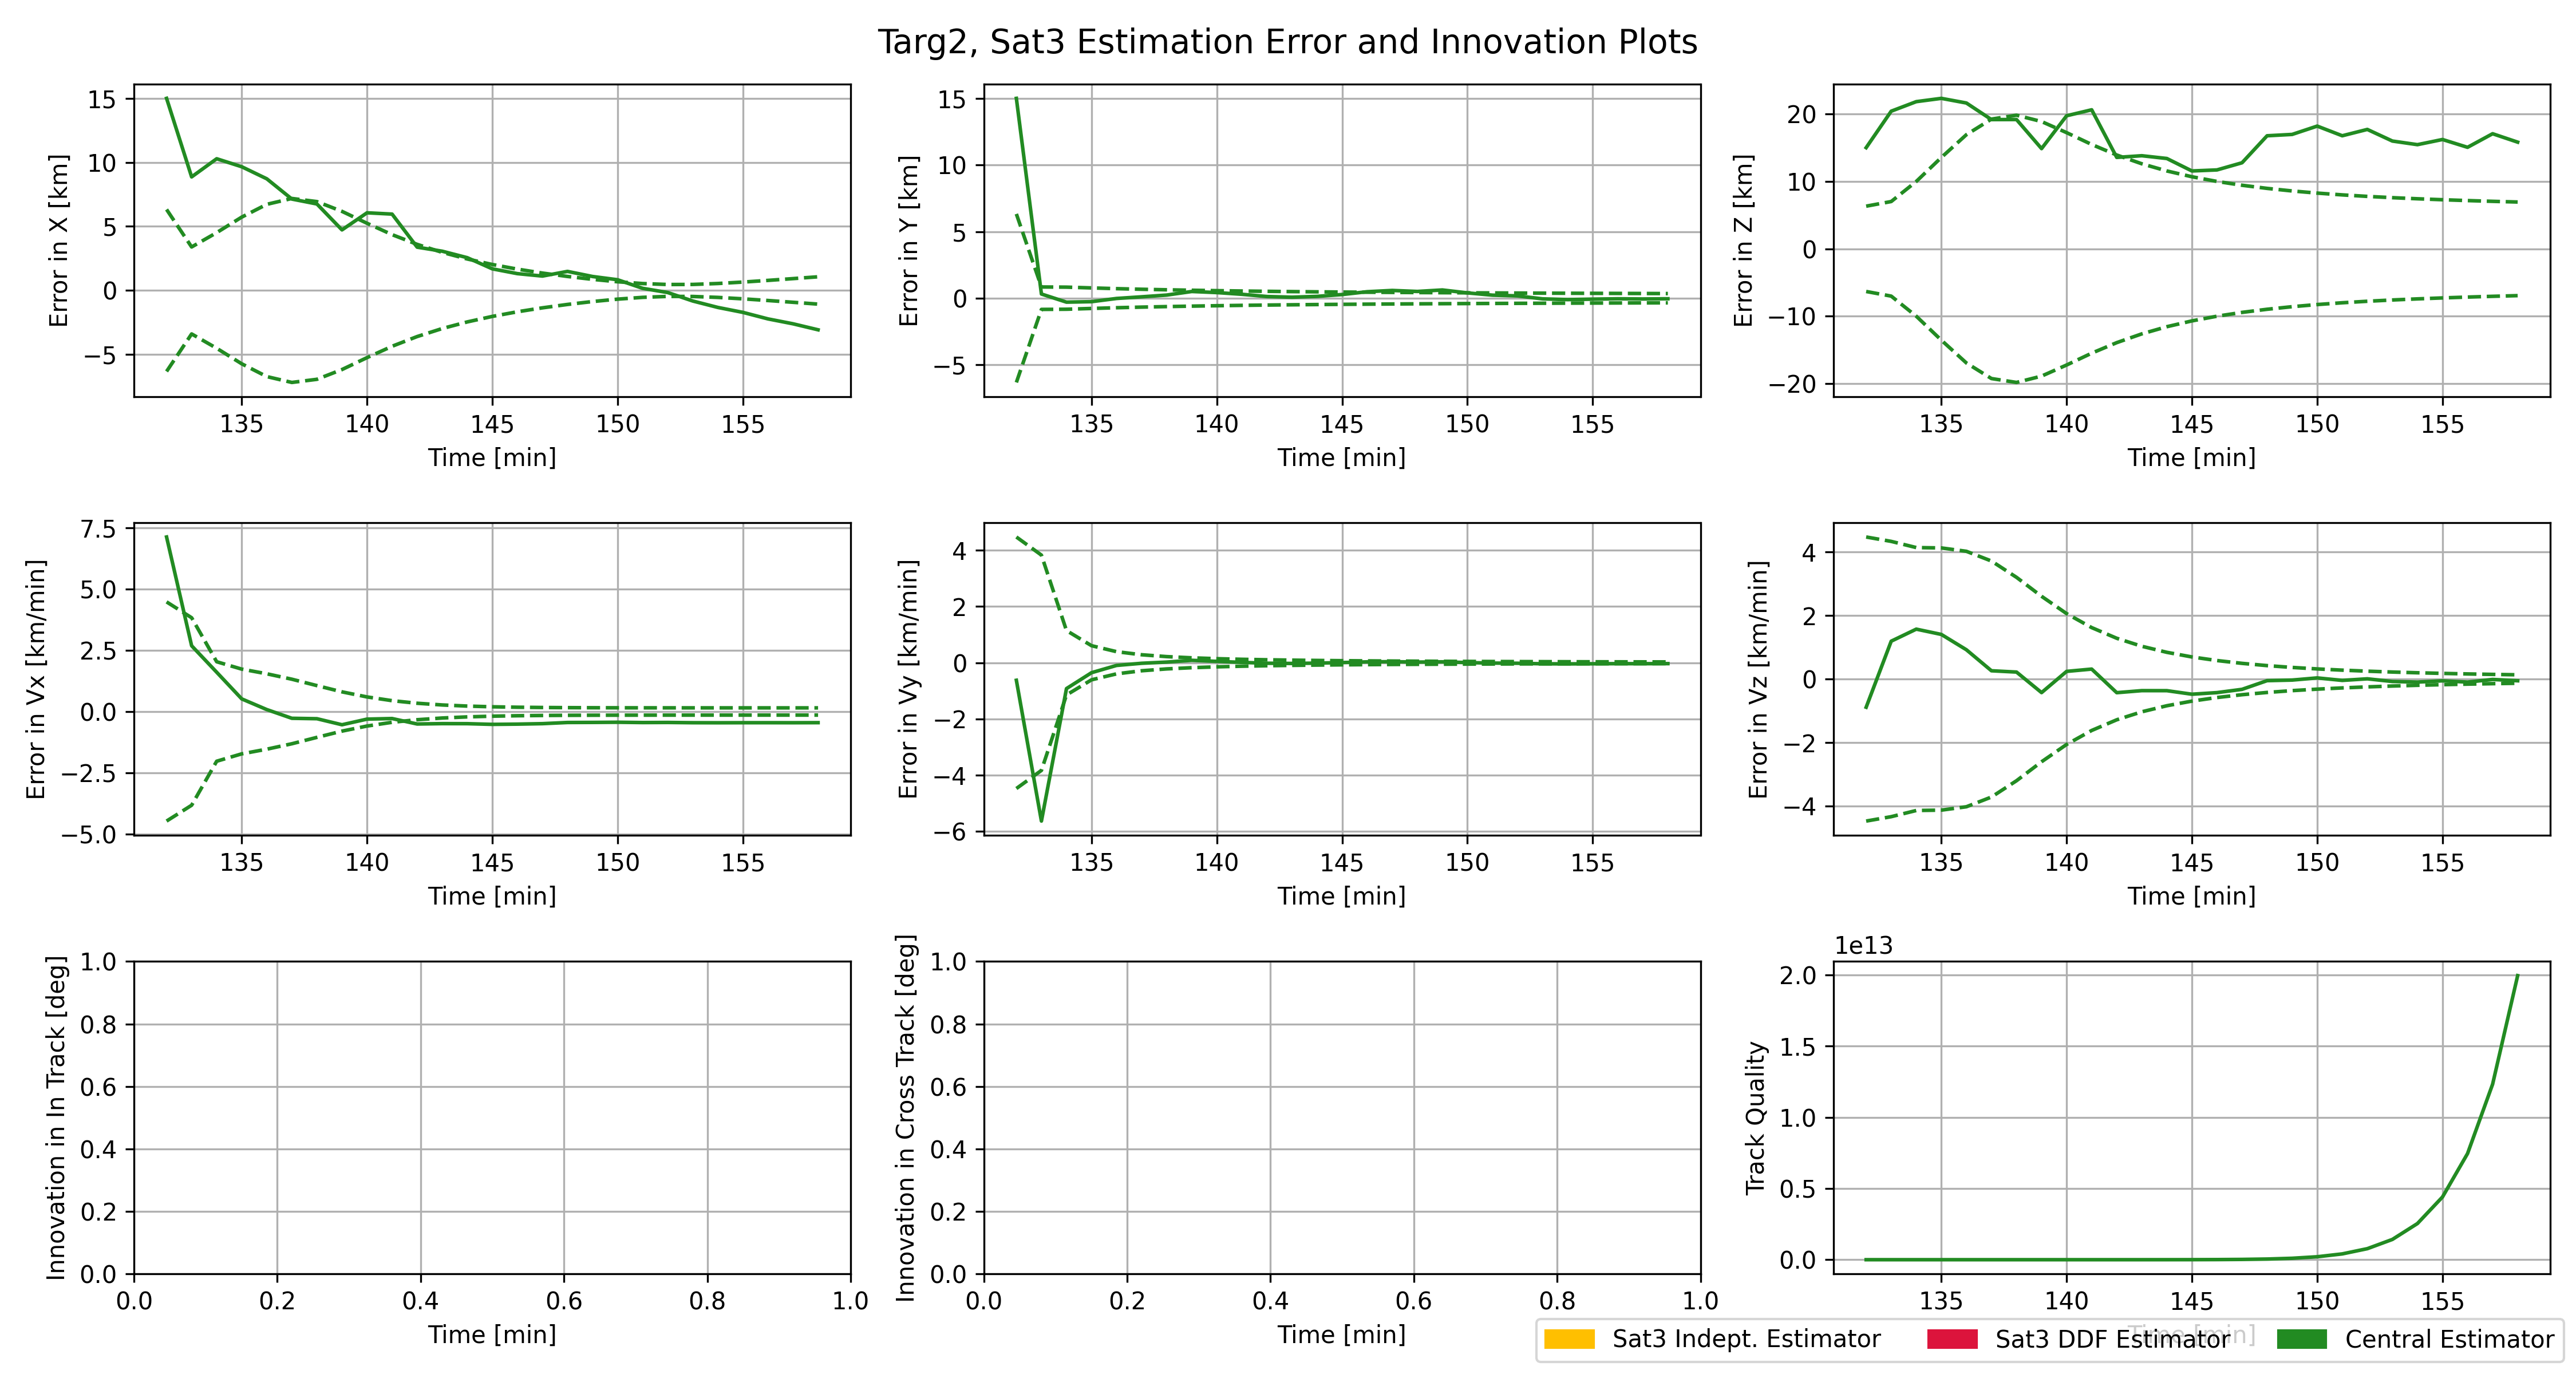 Targ2, Sat3 Estimation Error and Innovation Plots
Error in X [km]
15
10
5
0
−5
135 140 145 150 155
Time [min]
Error in Y [km]
15
10
5
0
−5
135 140 145 150 155
Time [min]
Error in Z [km]
20
10
0
−10
−20
135 140 145 150 155
Time [min]
Error in Vx [km/min]
7.5
5.0
2.5
0.0
−2.5
−5.0
135 140 145 150 155
Time [min]
Error in Vy [km/min]
4
2
0
−2
−4
−6
135 140 145 150 155
Time [min]
Error in Vz [km/min]
4
2
0
−2
−4
135 140 145 150 155
Time [min]
Innovation in In Track [deg]
1.0
0.8
0.6
0.4
0.2
0.0
0.0 0.2 0.4 0.6 0.8 1.0
Time [min]
Innovation in Cross Track [deg]
1.0
0.8
0.6
0.4
0.2
0.0
0.0 0.2 0.4 0.6 0.8 1.0
Time [min]
1e13
Track Quality
2.0
1.5
1.0
0.5
0.0
135 140 145 150 155
Time [min]
Sat3 Indept. Estimator Sat3 DDF Estimator Central Estimator